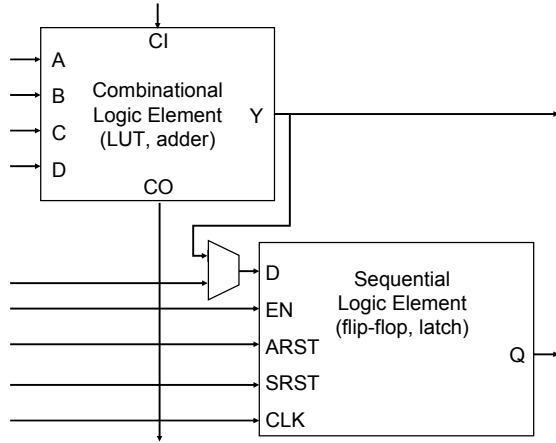 CI
A
B
C
D
Combinational
Logic Element
(LUT, adder)
Y
CO
D
EN
ARST
SRST
CLK
Sequential
Logic Element
(flip-flop, latch)
Q